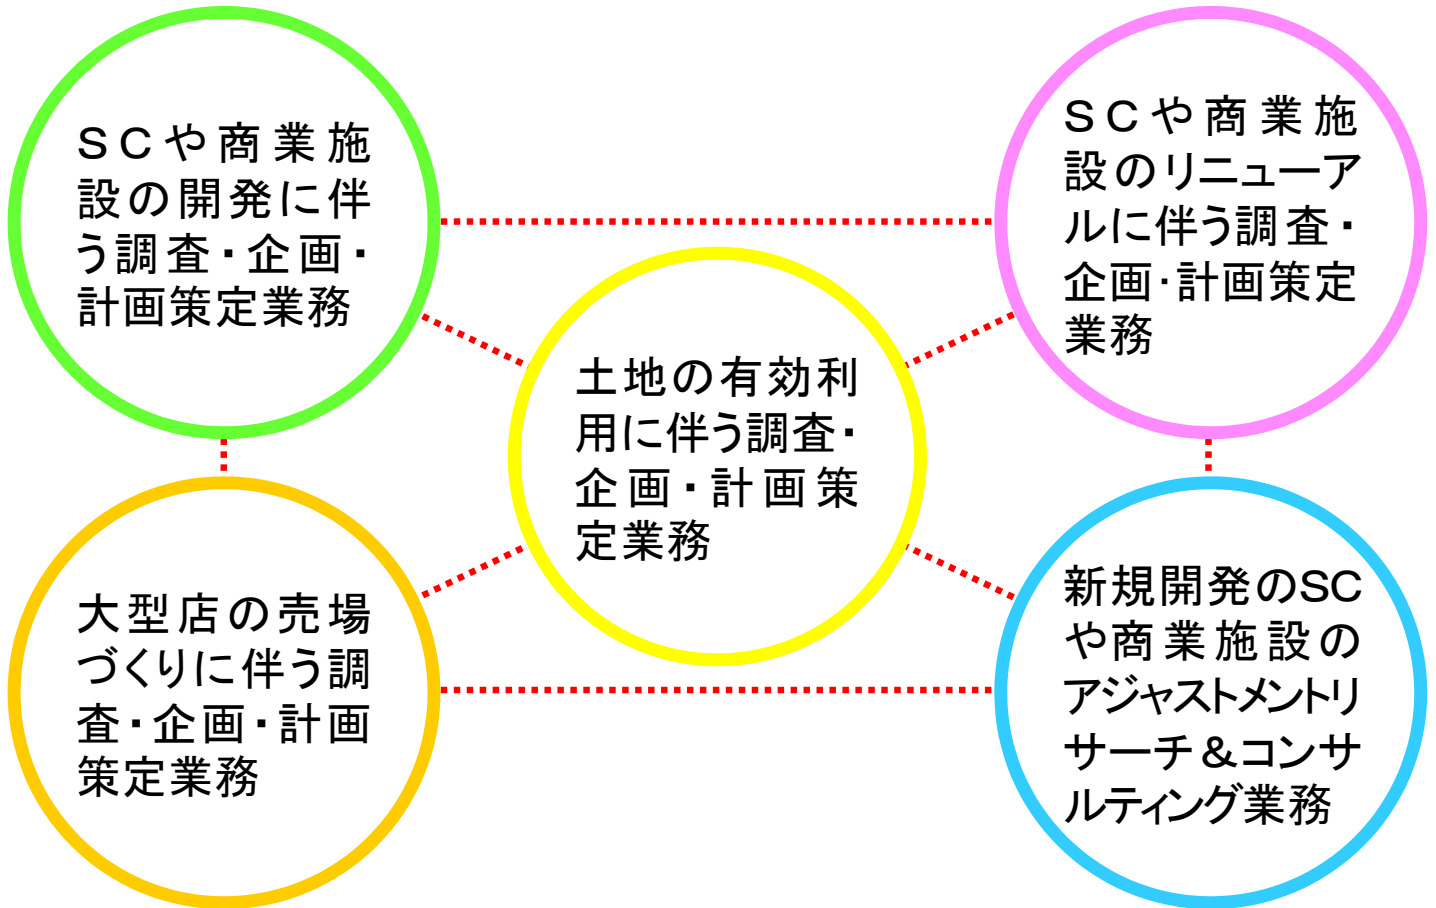 SCや商業施
設の開発に伴
う調査・企画・
計画策定業務
SCや商業施
設のリニューア
ルに伴う調査・
企画・計画策定
業務
土地の有効利
用に伴う調査・
企画・計画策
定業務
大型店の売場
づくりに伴う調
査・企画・計画
策定業務
新規開発のSC
や商業施設の
アジャストメントリ
サーチ&コンサ
ルティング業務